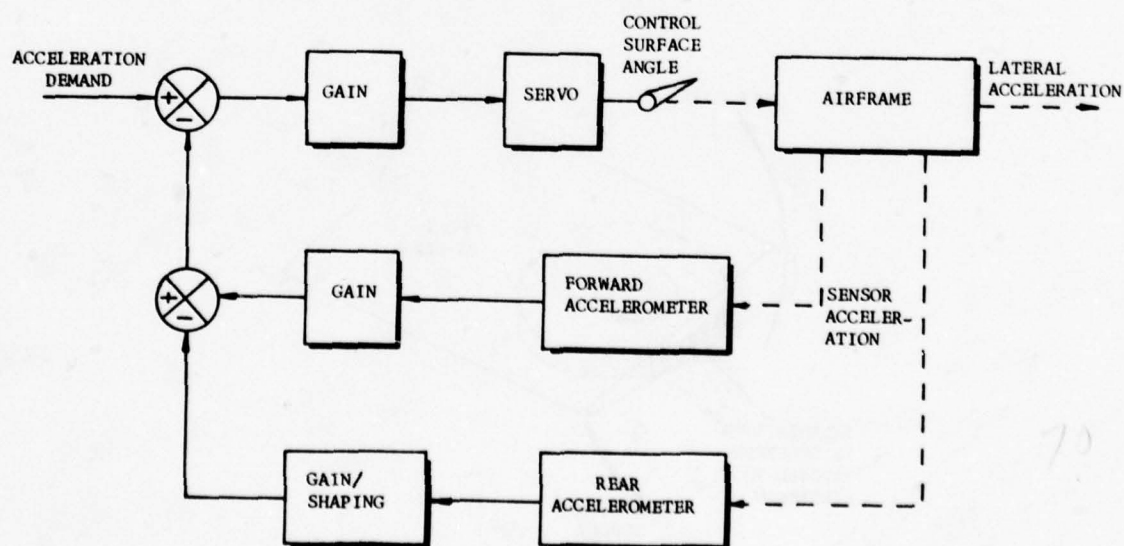 ACCELERATION
DEMAND
+
−
GAIN
SERVO
CONTROL
SURFACE
ANGLE
AIRFRAME
LATERAL
ACCELERATION
+
−
GAIN
FORWARD
ACCELEROMETER
SENSOR
ACCELER-
ATION
GAIN/
SHAPING
REAR
ACCELEROMETER